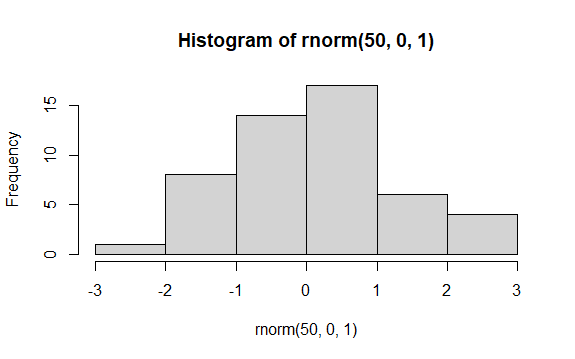 Histogram of rnorm(50, 0, 1)
Frequency
15
10
5
0
-3 -2 -1 0 1 2 3
rnorm(50, 0, 1)